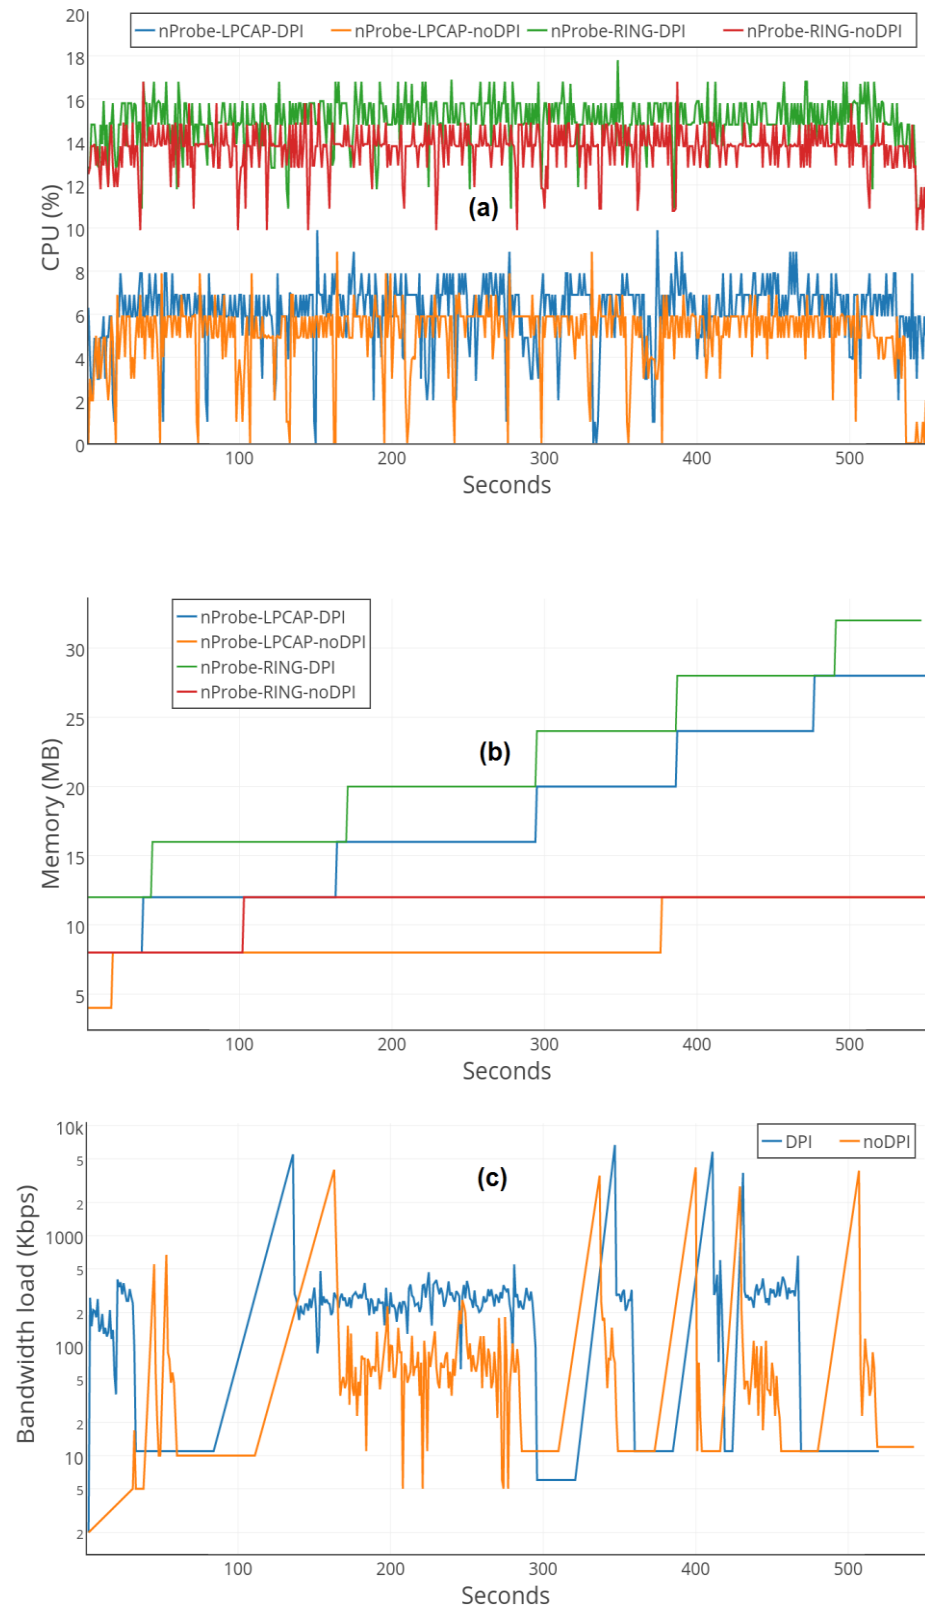 20
nProbe-LPCAP-DPI nProbe-LPCAP-noDPI nProbe-RING-DPI nProbe-RING-noDPI
18
16
14
12
(a)
10
8
6
4
2
0
CPU (%)
100 200 300 400 500
Seconds
nProbe-LPCAP-DPI
nProbe-LPCAP-noDPI
nProbe-RING-DPI
nProbe-RING-noDPI
30
25
(b)
20
15
10
5
Memory (MB)
100 200 300 400 500
Seconds
10k
DPI noDPI
5
(c)
2
1000
5
2
100
5
2
10
5
2
Bandwidth load (Kbps)
100 200 300 400 500
Seconds